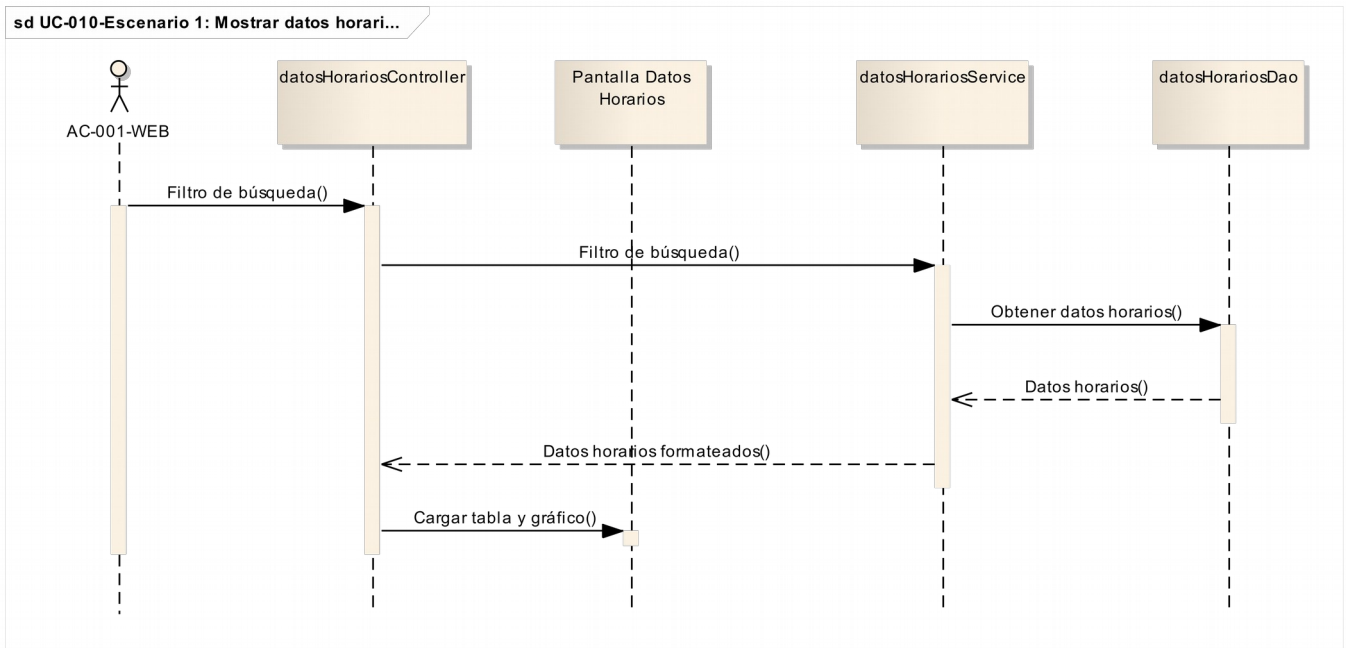 sd UC-010-Escenario 1: Mostrar datos horari...
AC-001-WEB
datosHorariosController
Pantalla Datos
Horarios
datosHorariosService
datosHorariosDao
Filtro de búsqueda()
Filtro de búsqueda()
Obtener datos horarios()
Datos horarios()
Datos horarios formateados()
Cargar tabla y gráfico()